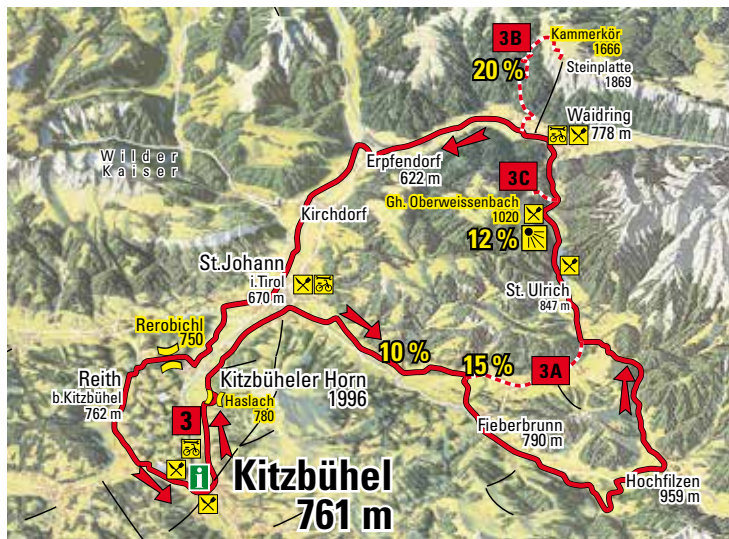 3B
Kammerkör
1666
20 %
Steinplatte
1869
Waidring
778 m
Wilder
Kaiser
Erpfendorf
622 m
3C
Gh. Oberweissenbach
1020
Kirchdorf
12 %
St.Johann
i.Tirol
670 m
St. Ulrich
847 m
Rerobichl
750
10 %
15 %
3A
Reith
b.Kitzbühel
762 m
Kitzbüheler Horn
1996
Haslach
780
3
Fieberbrunn
790 m
i
Kitzbühel
761 m
Hochfilzen
959 m